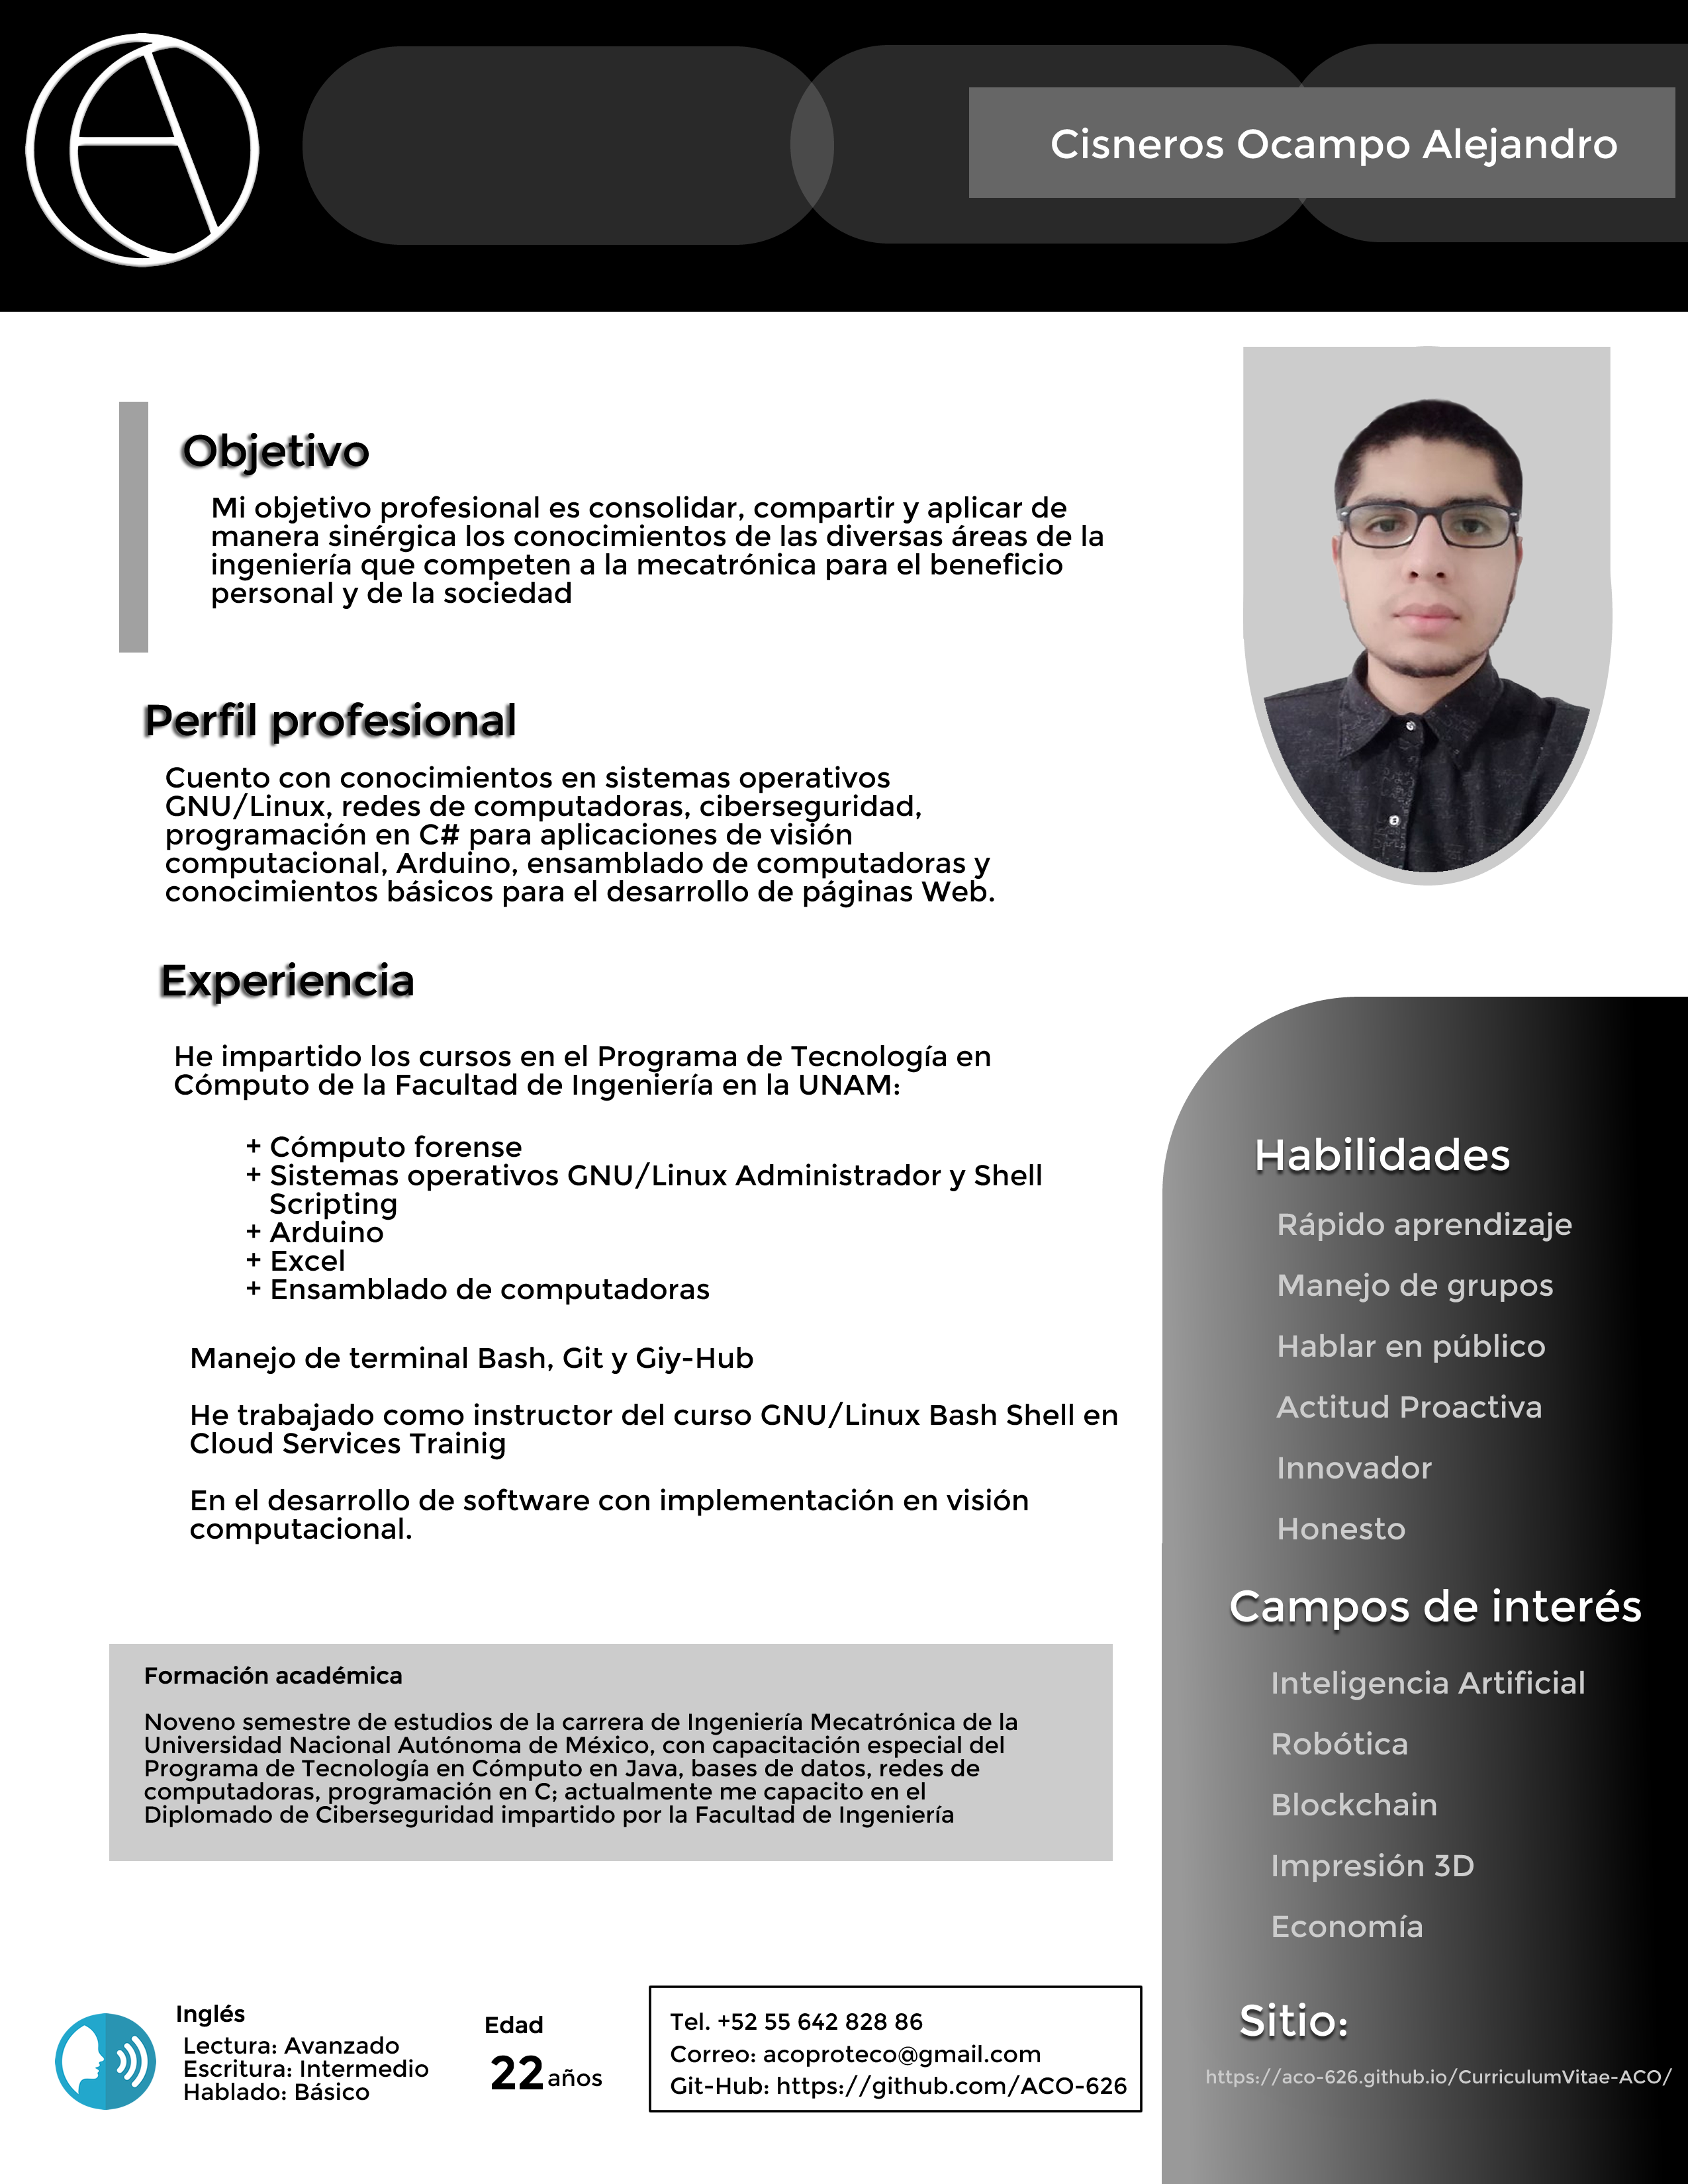 Cisneros Ocampo Alejandro
Objetivo
Mi objetivo profesional es consolidar, compartir y aplicar de
manera sinérgica los conocimientos de las diversas áreas de la
ingeniería que competen a la mecatrónica para el beneficio
personal y de la sociedad
Perfil profesional
Cuento con conocimientos en sistemas operativos
GNU/Linux, redes de computadoras, ciberseguridad,
programación en C# para aplicaciones de visión
computacional, Arduino, ensamblado de computadoras y
conocimientos básicos para el desarrollo de páginas Web.
Experiencia
He impartido los cursos en el Programa de Tecnología en
Cómputo de la Facultad de Ingeniería en la UNAM:
+ Cómputo forense
+ Sistemas operativos GNU/Linux Administrador y Shell
Scripting
+ Arduino
+ Excel
+ Ensamblado de computadoras
Manejo de terminal Bash, Git y Giy-Hub
He trabajado como instructor del curso GNU/Linux Bash Shell en
Cloud Services Trainig
En el desarrollo de software con implementación en visión
computacional.
Formación académica
Noveno semestre de estudios de la carrera de Ingeniería Mecatrónica de la
Universidad Nacional Autónoma de México, con capacitación especial del
Programa de Tecnología en Cómputo en Java, bases de datos, redes de
computadoras, programación en C; actualmente me capacito en el
Diplomado de Ciberseguridad impartido por la Facultad de Ingeniería
Inglés
Lectura: Avanzado
Escritura: Intermedio
Hablado: Básico
Edad
22 años
Tel. +52 55 642 828 86
Correo: acoproteco@gmail.com
Git-Hub: https://github.com/ACO-626
Habilidades
Rápido aprendizaje
Manejo de grupos
Hablar en público
Actitud Proactiva
Innovador
Honesto
Campos de interés
Inteligencia Artificial
Robótica
Blockchain
Impresión 3D
Economía
Sitio:
https://aco-626.github.io/CurriculumVitae-ACO/